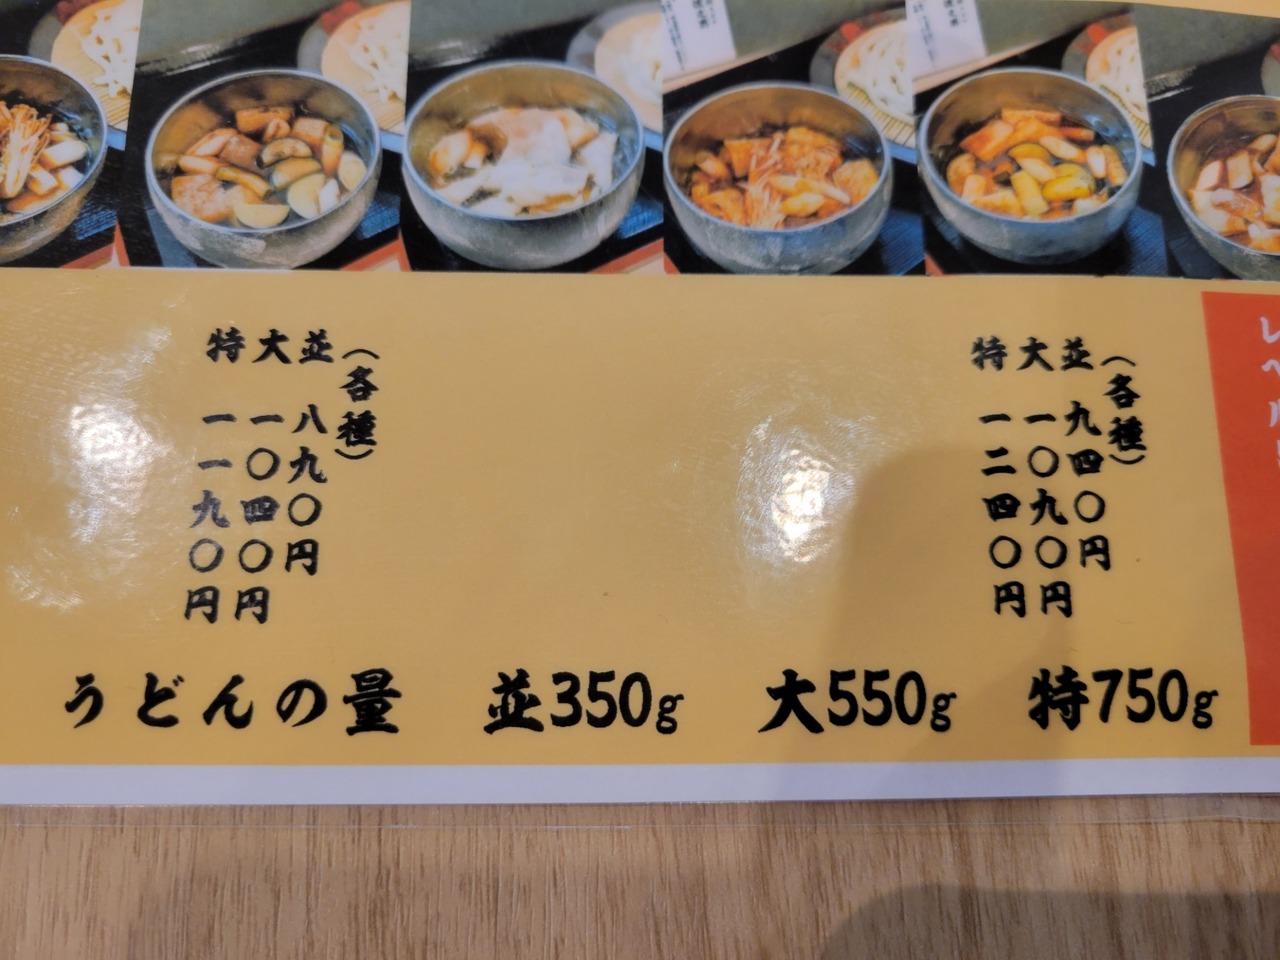 （各種）
並 九四〇円
大 一〇九〇円
特 一二四〇円
（各種）
並 八九〇円
大 一〇四〇円
特 一一九〇円
うどんの量 並350g 大550g 特750g